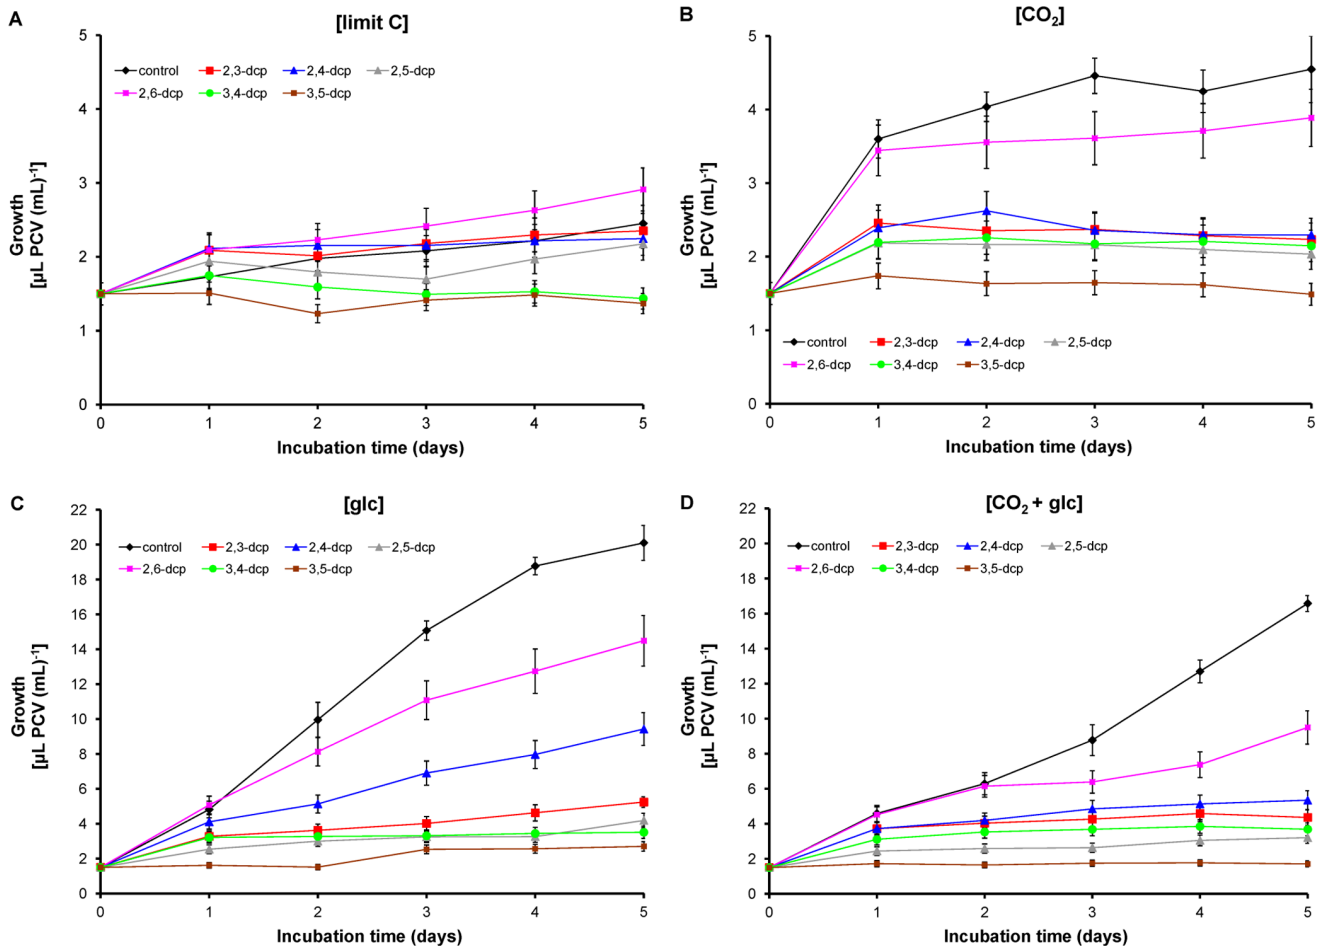 A
[limit C]
5
4
3
2
1
0
control
2,3-dcp
2,4-dcp
2,5-dcp
2,6-dcp
3,4-dcp
3,5-dcp
Growth
[µL PCV (mL)⁻¹]
0 1 2 3 4 5
Incubation time (days)
B
[CO₂]
5
4
3
2
1
0
control
2,3-dcp
2,4-dcp
2,5-dcp
2,6-dcp
3,4-dcp
3,5-dcp
Growth
[µL PCV (mL)⁻¹]
0 1 2 3 4 5
Incubation time (days)
C
[glc]
22
20
18
16
14
12
10
8
6
4
2
0
control
2,3-dcp
2,4-dcp
2,5-dcp
2,6-dcp
3,4-dcp
3,5-dcp
Growth
[µL PCV (mL)⁻¹]
0 1 2 3 4 5
Incubation time (days)
D
[CO₂ + glc]
22
20
18
16
14
12
10
8
6
4
2
0
control
2,3-dcp
2,4-dcp
2,5-dcp
2,6-dcp
3,4-dcp
3,5-dcp
Growth
[µL PCV (mL)⁻¹]
0 1 2 3 4 5
Incubation time (days)